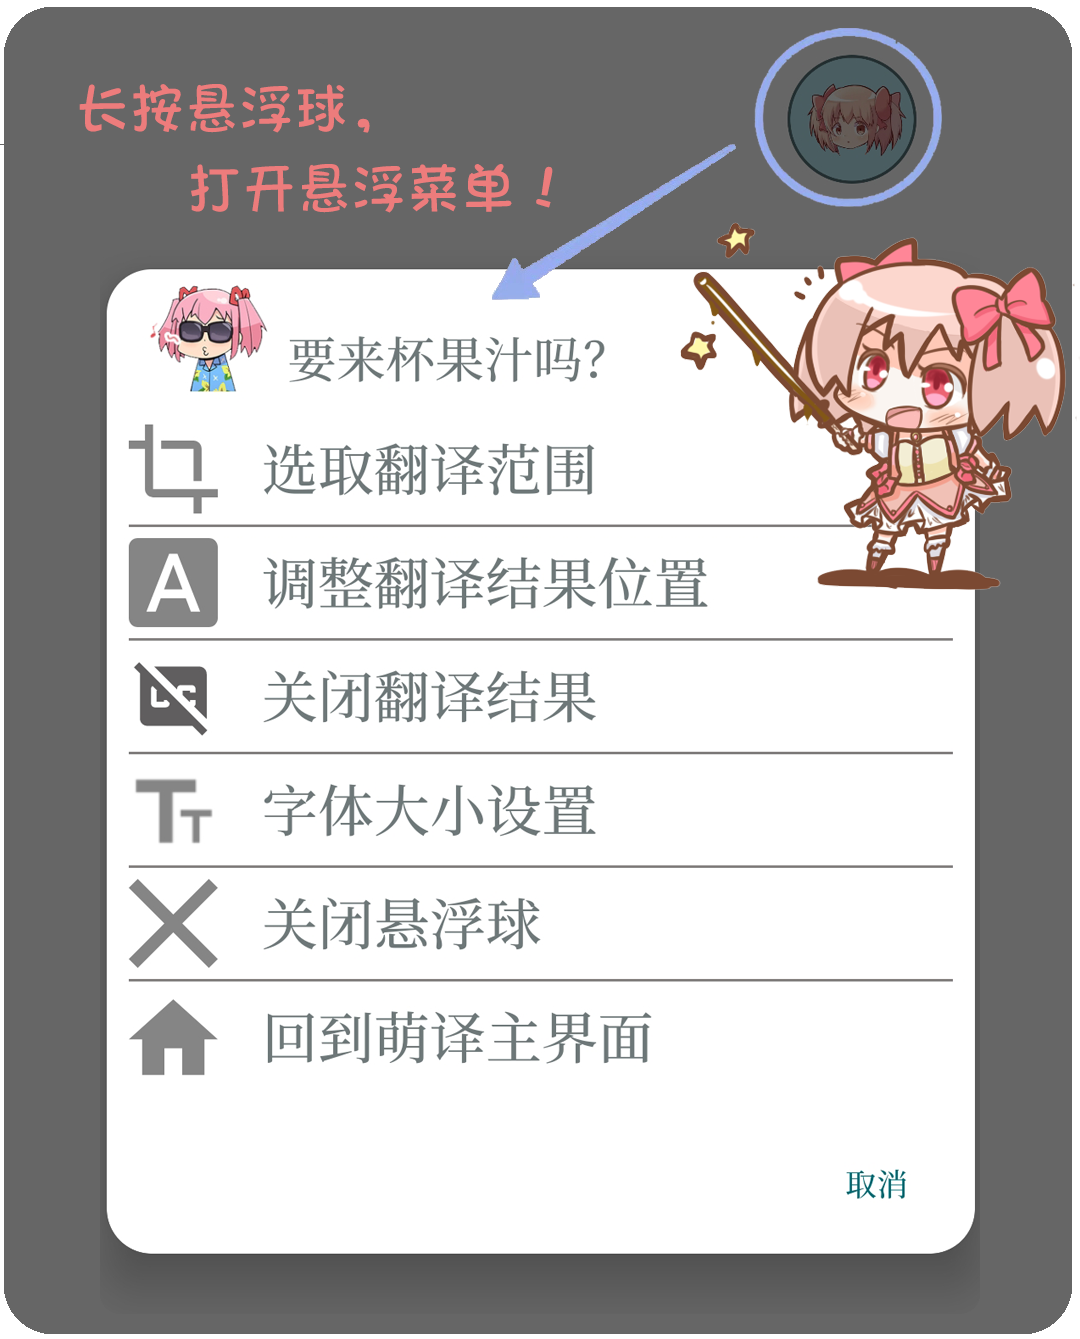 长按悬浮球，
打开悬浮菜单！
要来杯果汁吗？
选取翻译范围
A
调整翻译结果位置
关闭翻译结果
TT
字体大小设置
关闭悬浮球
回到萌译主界面
取消